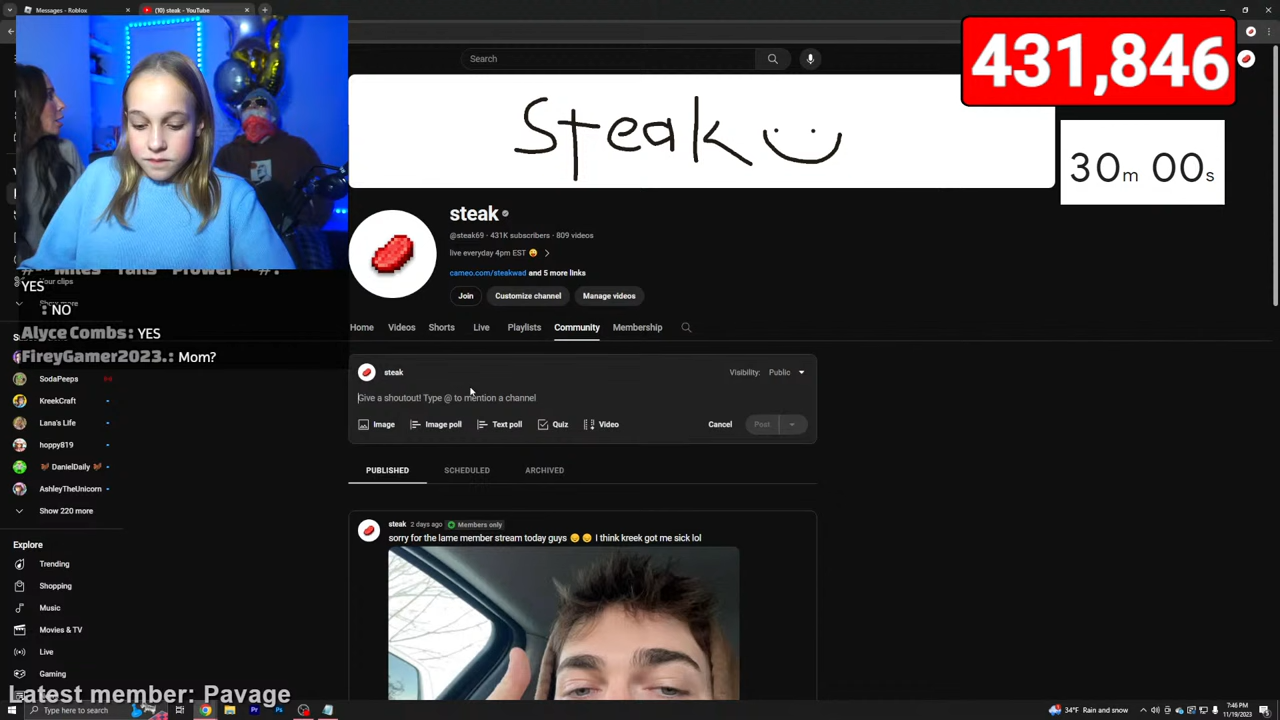 Messages - Roblox
(10) steak - YouTube
431,846
Search
Steak
30m 00s
steak
@steak69 · 431K subscribers · 809 videos
live everyday 4pm EST
cameo.com/steakwad and 5 more links
Join
Customize channel
Manage videos
Home
Videos
Shorts
Live
Playlists
Community
Membership
YES
Your clips
: NO
Alyce Combs: YES
FireyGamer2023.: Mom?
SodaPeeps
KreekCraft
Lana's Life
hoppy819
DanielDaily
AshleyTheUnicorn
Show 220 more
Explore
Trending
Shopping
Music
Movies & TV
Live
Gaming
steak
Visibility: Public
Give a shoutout! Type @ to mention a channel
Image
Image poll
Text poll
Quiz
Video
Cancel
Post
PUBLISHED
SCHEDULED
ARCHIVED
steak 2 days ago Members only
sorry for the lame member stream today guys 😔 😔 I think kreek got me sick lol
Latest member: Pavage
Type here to search
34°F Rain and snow
7:46 PM
11/19/2023